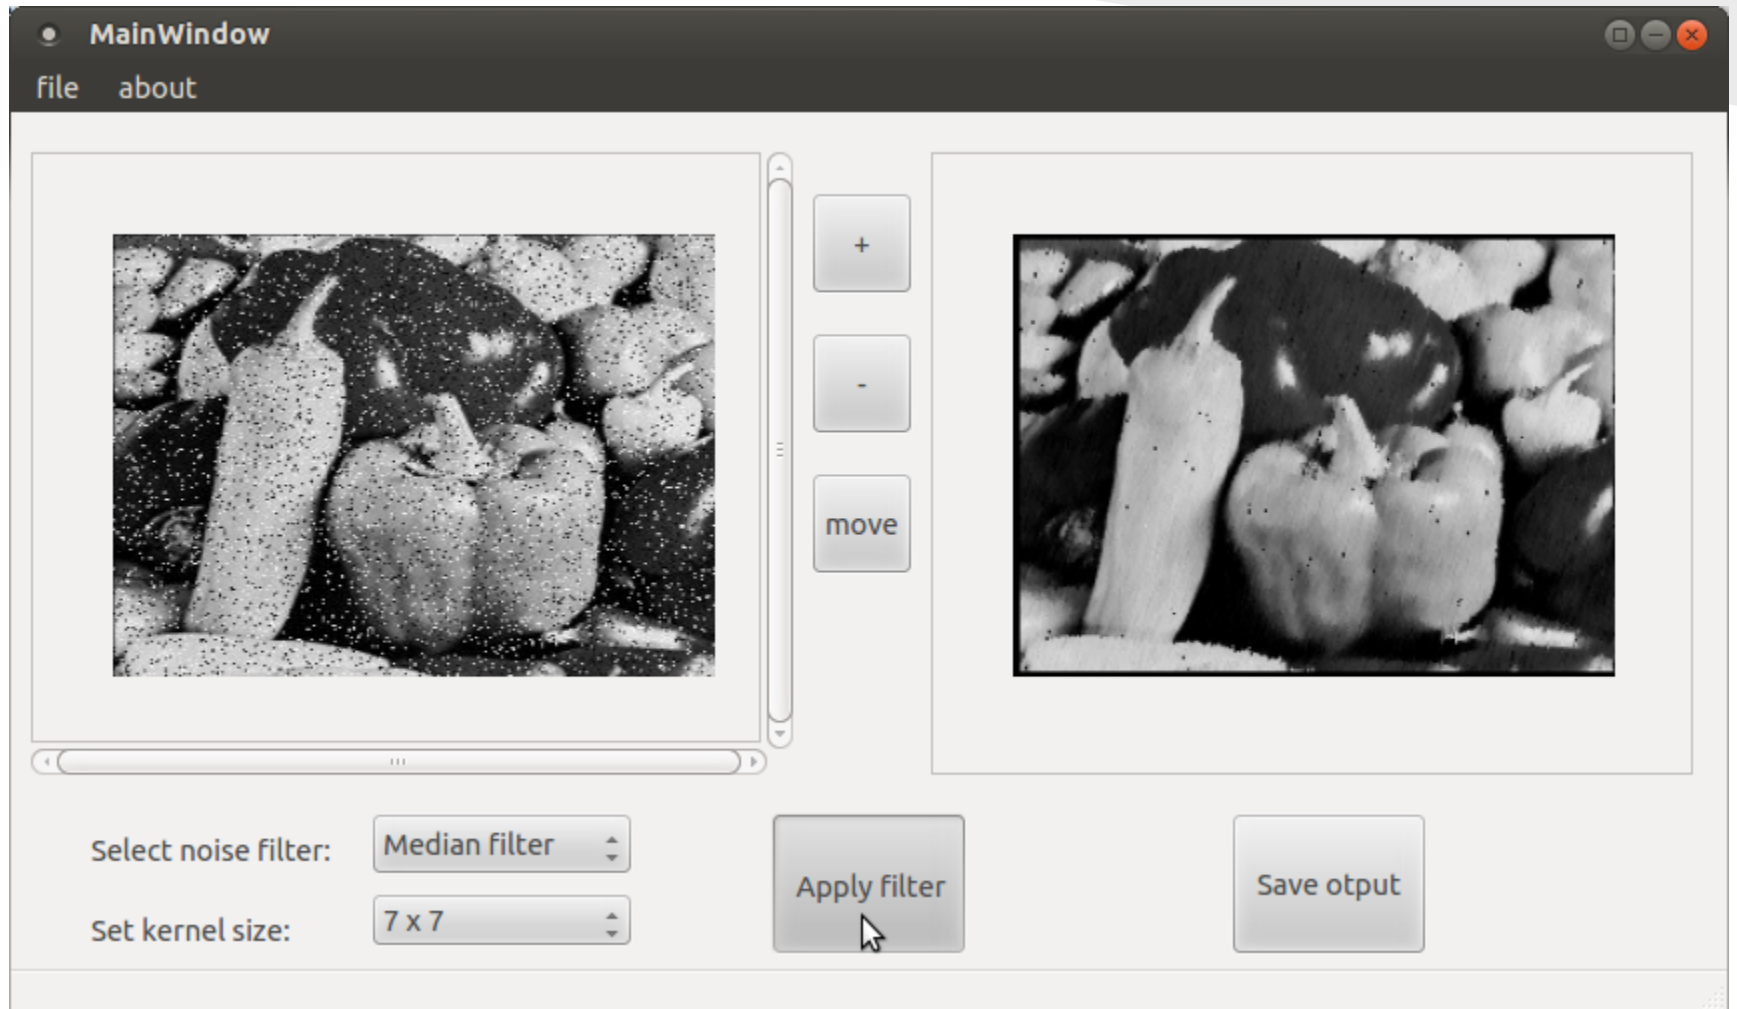 MainWindow
file about
+
-
move
Select noise filter: Median filter
Set kernel size: 7 x 7
Apply filter
Save otput